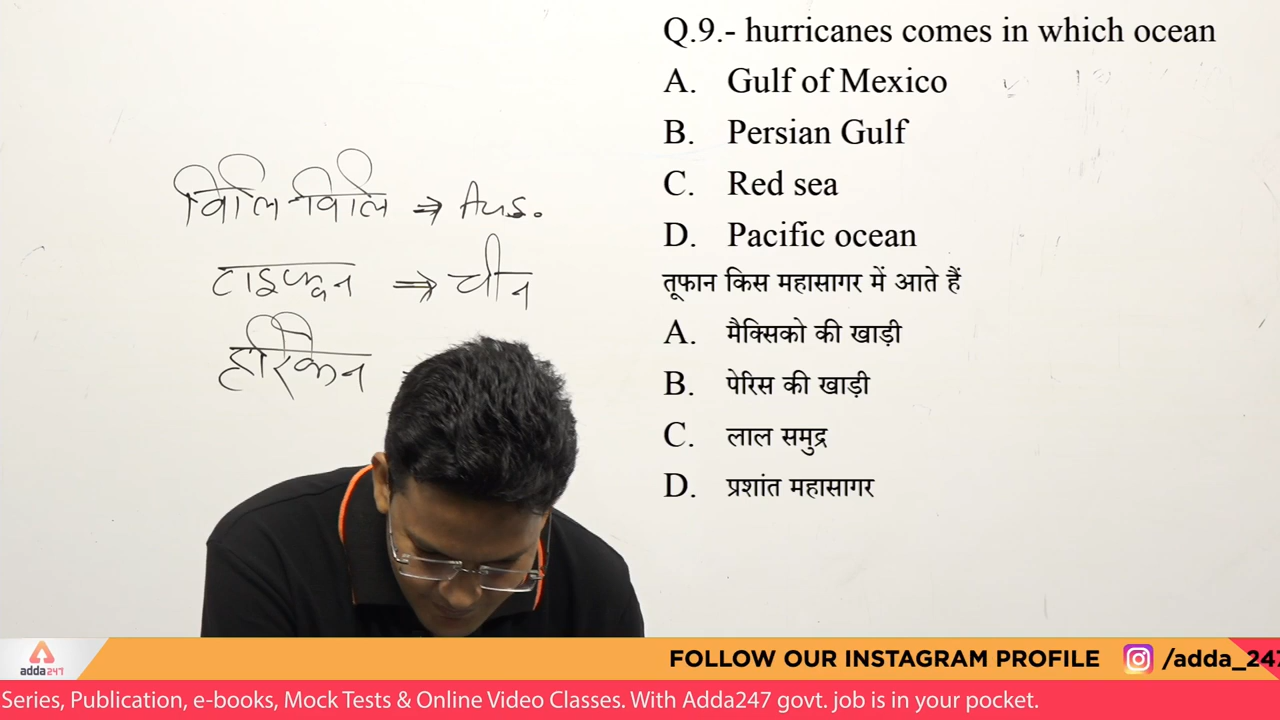 Q.9.- hurricanes comes in which ocean
A. Gulf of Mexico
B. Persian Gulf
C. Red sea
D. Pacific ocean
तूफान किस महासागर में आते हैं
A. मैक्सिको की खाड़ी
B. पेरिस की खाड़ी
C. लाल समुद्र
D. प्रशांत महासागर
विलि-विलि ⇒ Aus.
टाइफून ⇒ चीन
हरिकेन
adda247
FOLLOW OUR INSTAGRAM PROFILE /adda_247
Series, Publication, e-books, Mock Tests & Online Video Classes. With Adda247 govt. job is in your pocket.